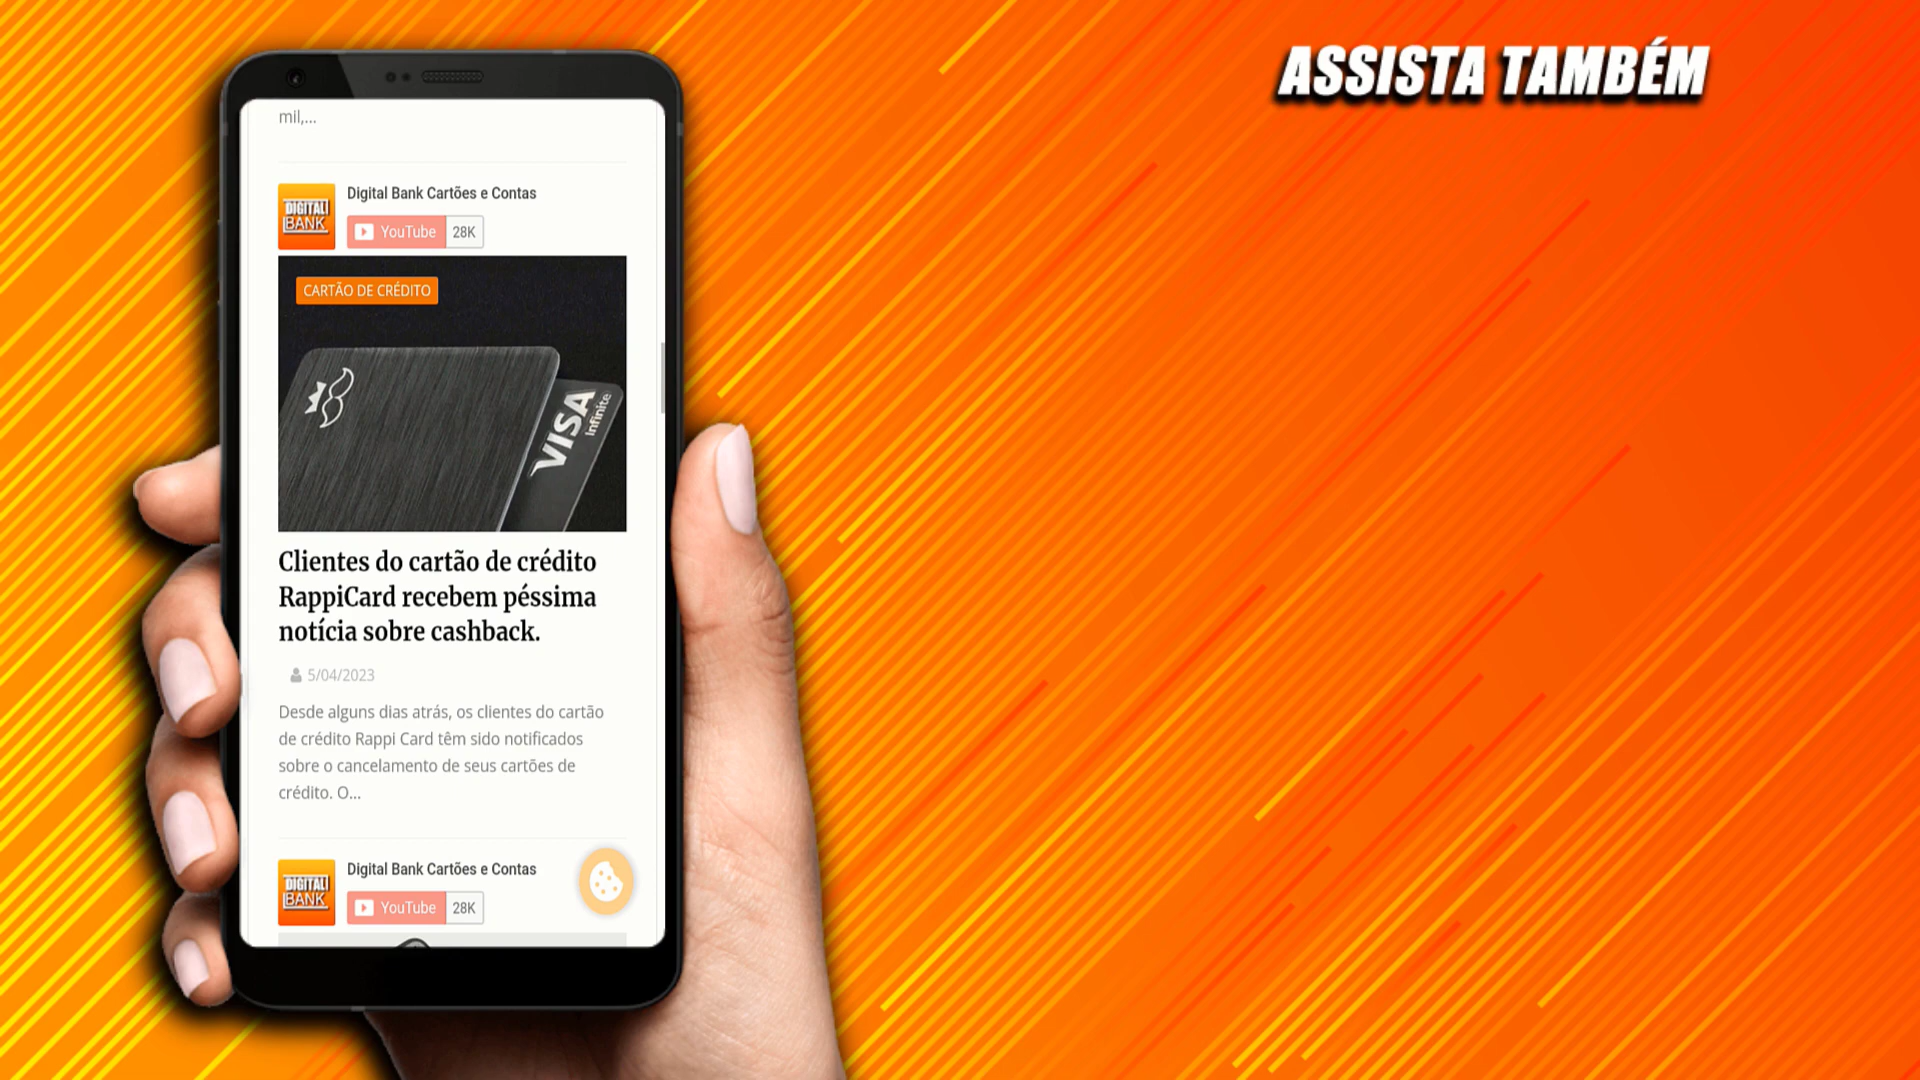 ASSISTA TAMBÉM
mil,...
Digital Bank Cartões e Contas
DIGITAL
BANK
YouTube 28K
CARTÃO DE CRÉDITO
VISA
Infinite
Clientes do cartão de crédito
RappiCard recebem péssima
notícia sobre cashback.
5/04/2023
Desde alguns dias atrás, os clientes do cartão
de crédito Rappi Card têm sido notificados
sobre o cancelamento de seus cartões de
crédito. O...
Digital Bank Cartões e Contas
DIGITAL
BANK
YouTube 28K